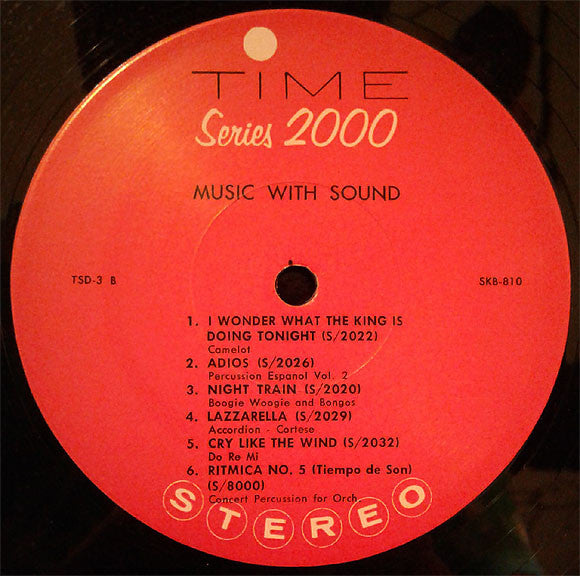 TIME
Series 2000
MUSIC WITH SOUND
TSD-3 B
SKB-810
1. I WONDER WHAT THE KING IS
DOING TONIGHT (S/2022)
Camelot
2. ADIOS (S/2026)
Percussion Espanol Vol. 2
3. NIGHT TRAIN (S/2020)
Boogie Woogie and Bongos
4. LAZZARELLA (S/2029)
Accordion - Cortese
5. CRY LIKE THE WIND (S/2032)
Do Re Mi
6. RITMICA NO. 5 (Tiempo de Son)
(S/8000)
Concert Percussion for Orch.
STEREO